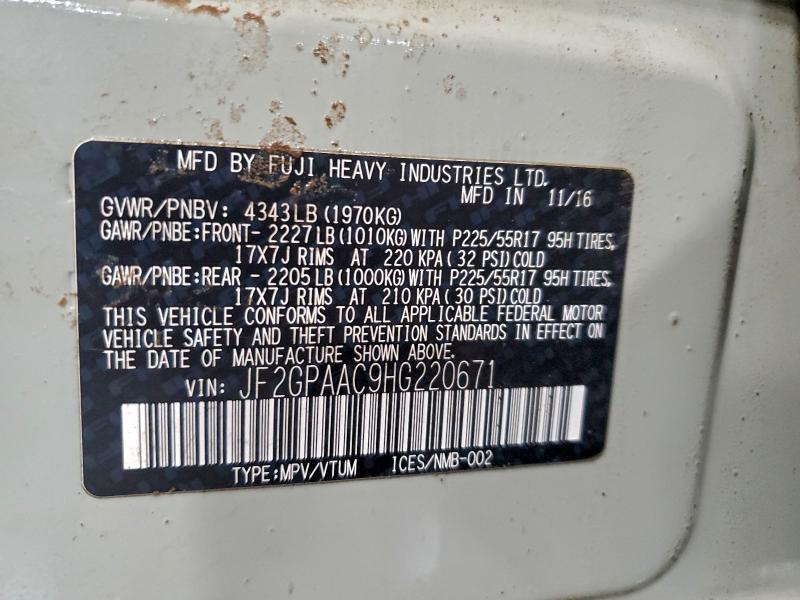 MFD BY FUJI HEAVY INDUSTRIES LTD.
MFD IN 11/16
GVWR/PNBV: 4343LB(1970KG)
GAWR/PNBE:FRONT- 2227LB(1010KG)WITH P225/55R17 95H TIRES,
17X7J RIMS AT 220 KPA(32 PSI)COLD
GAWR/PNBE:REAR - 2205LB(1000KG)WITH P225/55R17 95H TIRES,
17X7J RIMS AT 210 KPA(30 PSI)COLD
THIS VEHICLE CONFORMS TO ALL APPLICABLE FEDERAL MOTOR
VEHICLE SAFETY AND THEFT PREVENTION STANDARDS IN EFFECT ON
THE DATE OF MANUFACTURE SHOWN ABOVE.
VIN: JF2GPAAC9HG220671
TYPE:MPV/VTUM ICES/NMB-002